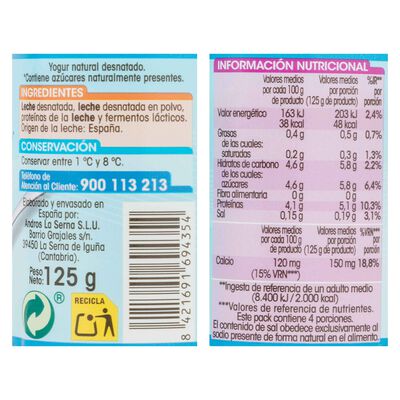 Yogur natural desnatado.
*Contiene azúcares naturalmente presentes.
INGREDIENTES
Leche desnatada, leche desnatada en polvo,
proteínas de la leche y fermentos lácticos.
Origen de la leche: España.
CONSERVACIÓN
Conservar entre 1 ºC y 8 ºC.
Teléfono de
Atención al Cliente: 900 113 213
Elaborado y envasado en
España por:
Andros La Serna S.L.U.
Barrio Grajales s/n.
39450 La Serna de Iguña
(Cantabria).
Peso
Neto: 125 g
®
RECICLA
8 421691 694354
INFORMACIÓN NUTRICIONAL
Valores medios por cada 100 g de producto Valores medios por porción (125 g de producto) %IR** por porción
Valor energético 163 kJ 203 kJ 2,4%
38 kcal 48 kcal
Grasas 0,4 g 0,5 g 0,7%
de las cuales:
saturadas 0,2 g 0,3 g 1,3%
Hidratos de carbono 4,6 g 5,8 g 2,2%
de los cuales:
azúcares 4,6 g 5,8 g 6,4%
Fibra alimentaria 0 g 0 g
Proteínas 4,1 g 5,1 g 10,3%
Sal 0,15 g 0,19 g 3,1%
Valores medios por cada 100 g de producto Valores medios por porción (125 g de producto) %VRN*** por porción
Calcio 120 mg 150 mg 18,8%
(15% VRN***)
**Ingesta de referencia de un adulto medio
(8.400 kJ / 2.000 kcal)
***Valores de referencia de nutrientes.
Este pack contiene 4 porciones.
El contenido de sal obedece exclusivamente al
sodio presente de forma natural en el alimento.